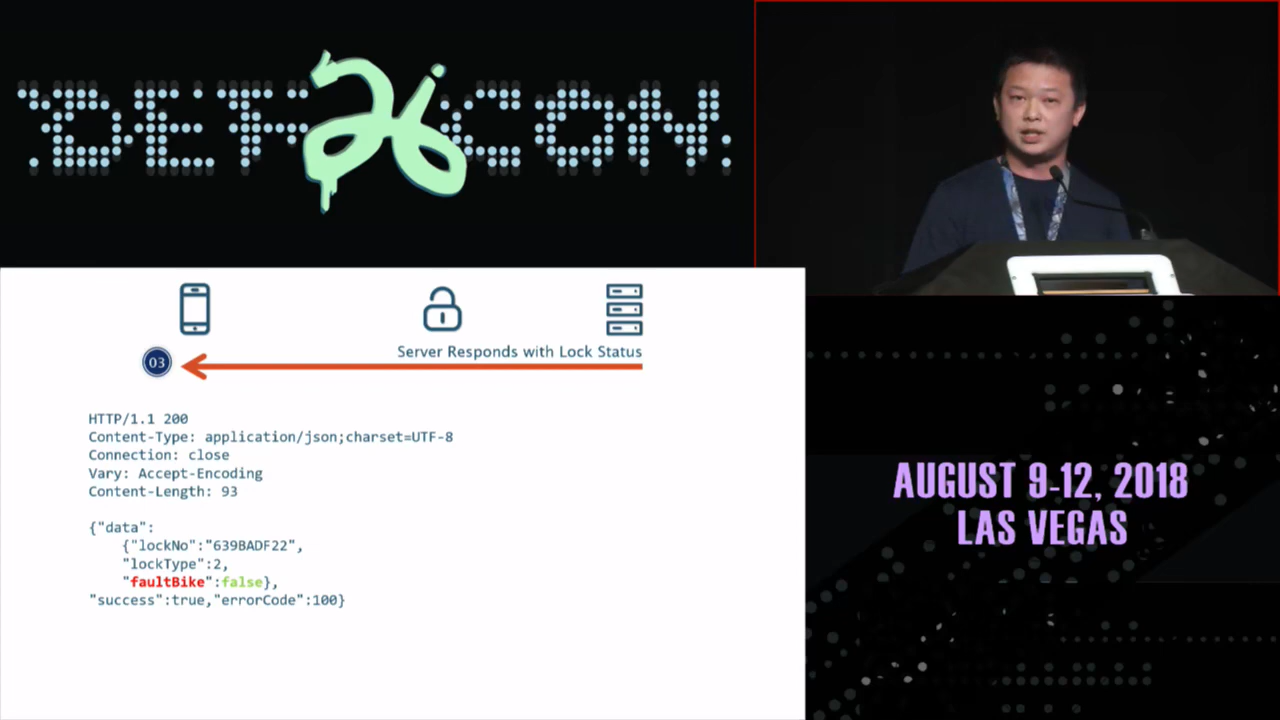 DEF 26 CON
Server Responds with Lock Status
03
HTTP/1.1 200
Content-Type: application/json;charset=UTF-8
Connection: close
Vary: Accept-Encoding
Content-Length: 93
{"data":
{"lockNo":"639BADF22",
"lockType":2,
"faultBike":false},
"success":true,"errorCode":100}
AUGUST 9-12, 2018
LAS VEGAS